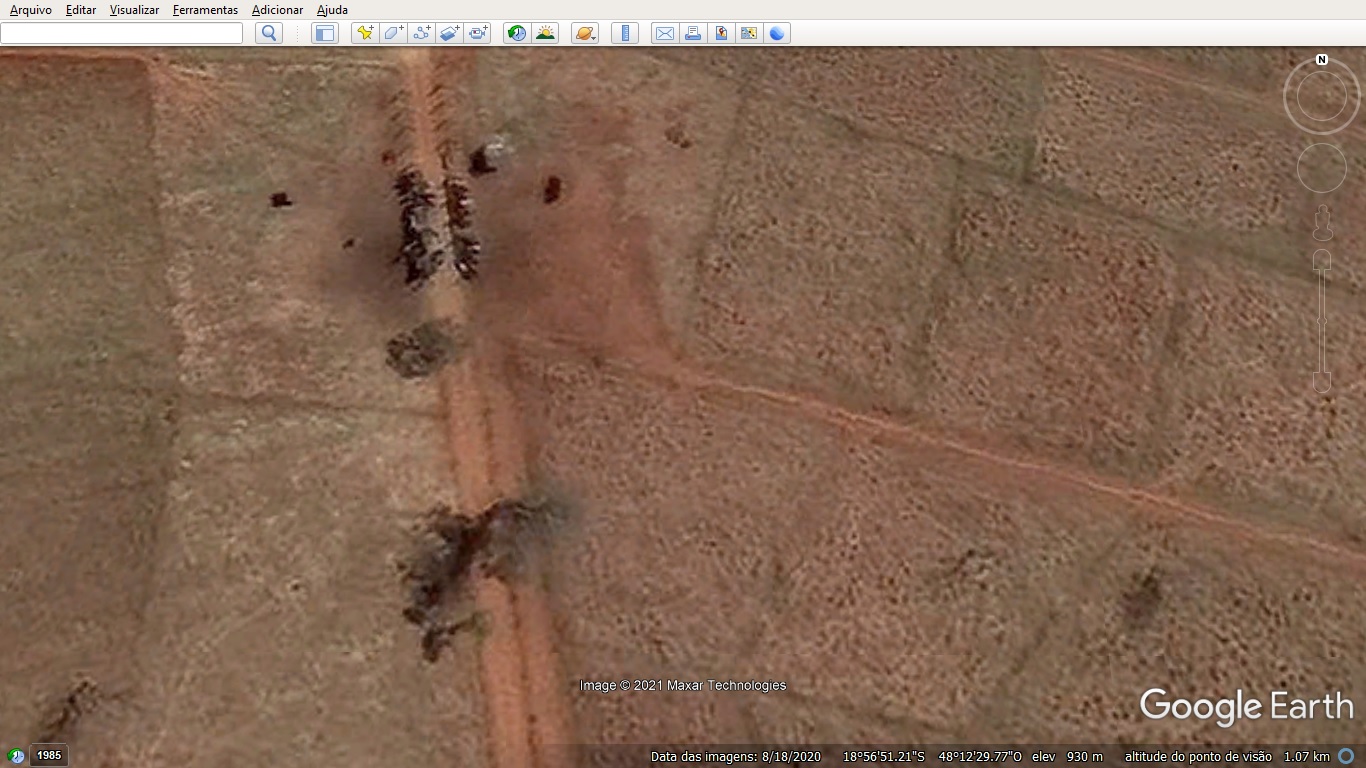 Arquivo Editar Visualizar Ferramentas Adicionar Ajuda
N
Image © 2021 Maxar Technologies
Google Earth
1985 Data das imagens: 8/18/2020 18°56'51.21"S 48°12'29.77"O elev 930 m altitude do ponto de visão 1.07 km